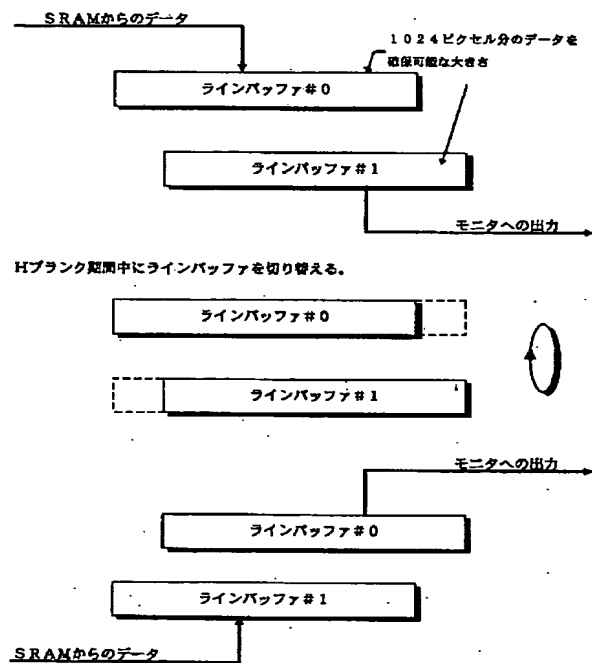 SRAMからのデータ
1024ピクセル分のデータを
確保可能な大きさ
ラインバッファ#0
ラインバッファ#1
モニタへの出力
Hブランク期間中にラインバッファを切り替える。
ラインバッファ#0
ラインバッファ#1
モニタへの出力
ラインバッファ#0
ラインバッファ#1
SRAMからのデータ